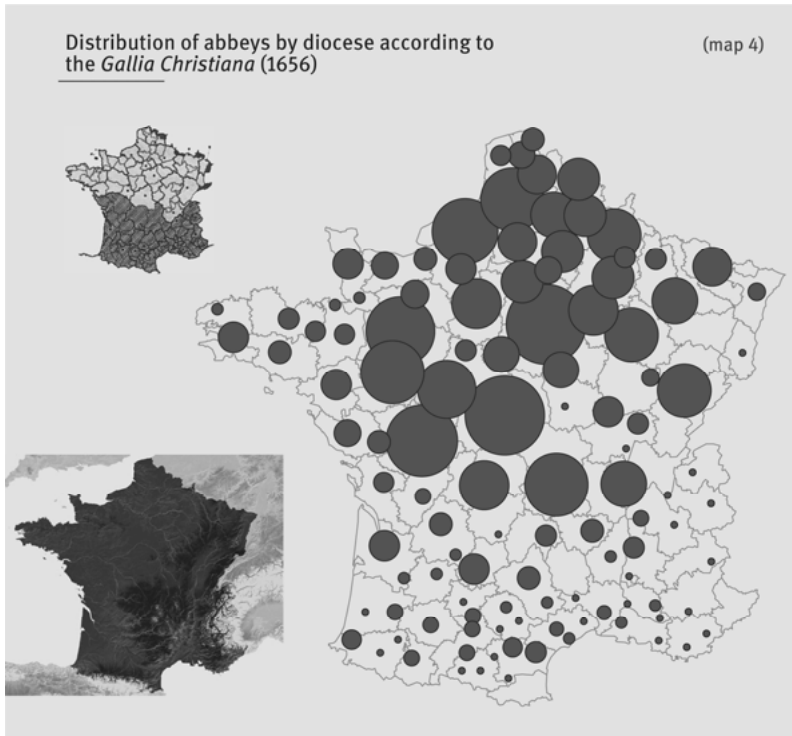 Distribution of abbeys by diocese according to
the Gallia Christiana (1656)
(map 4)